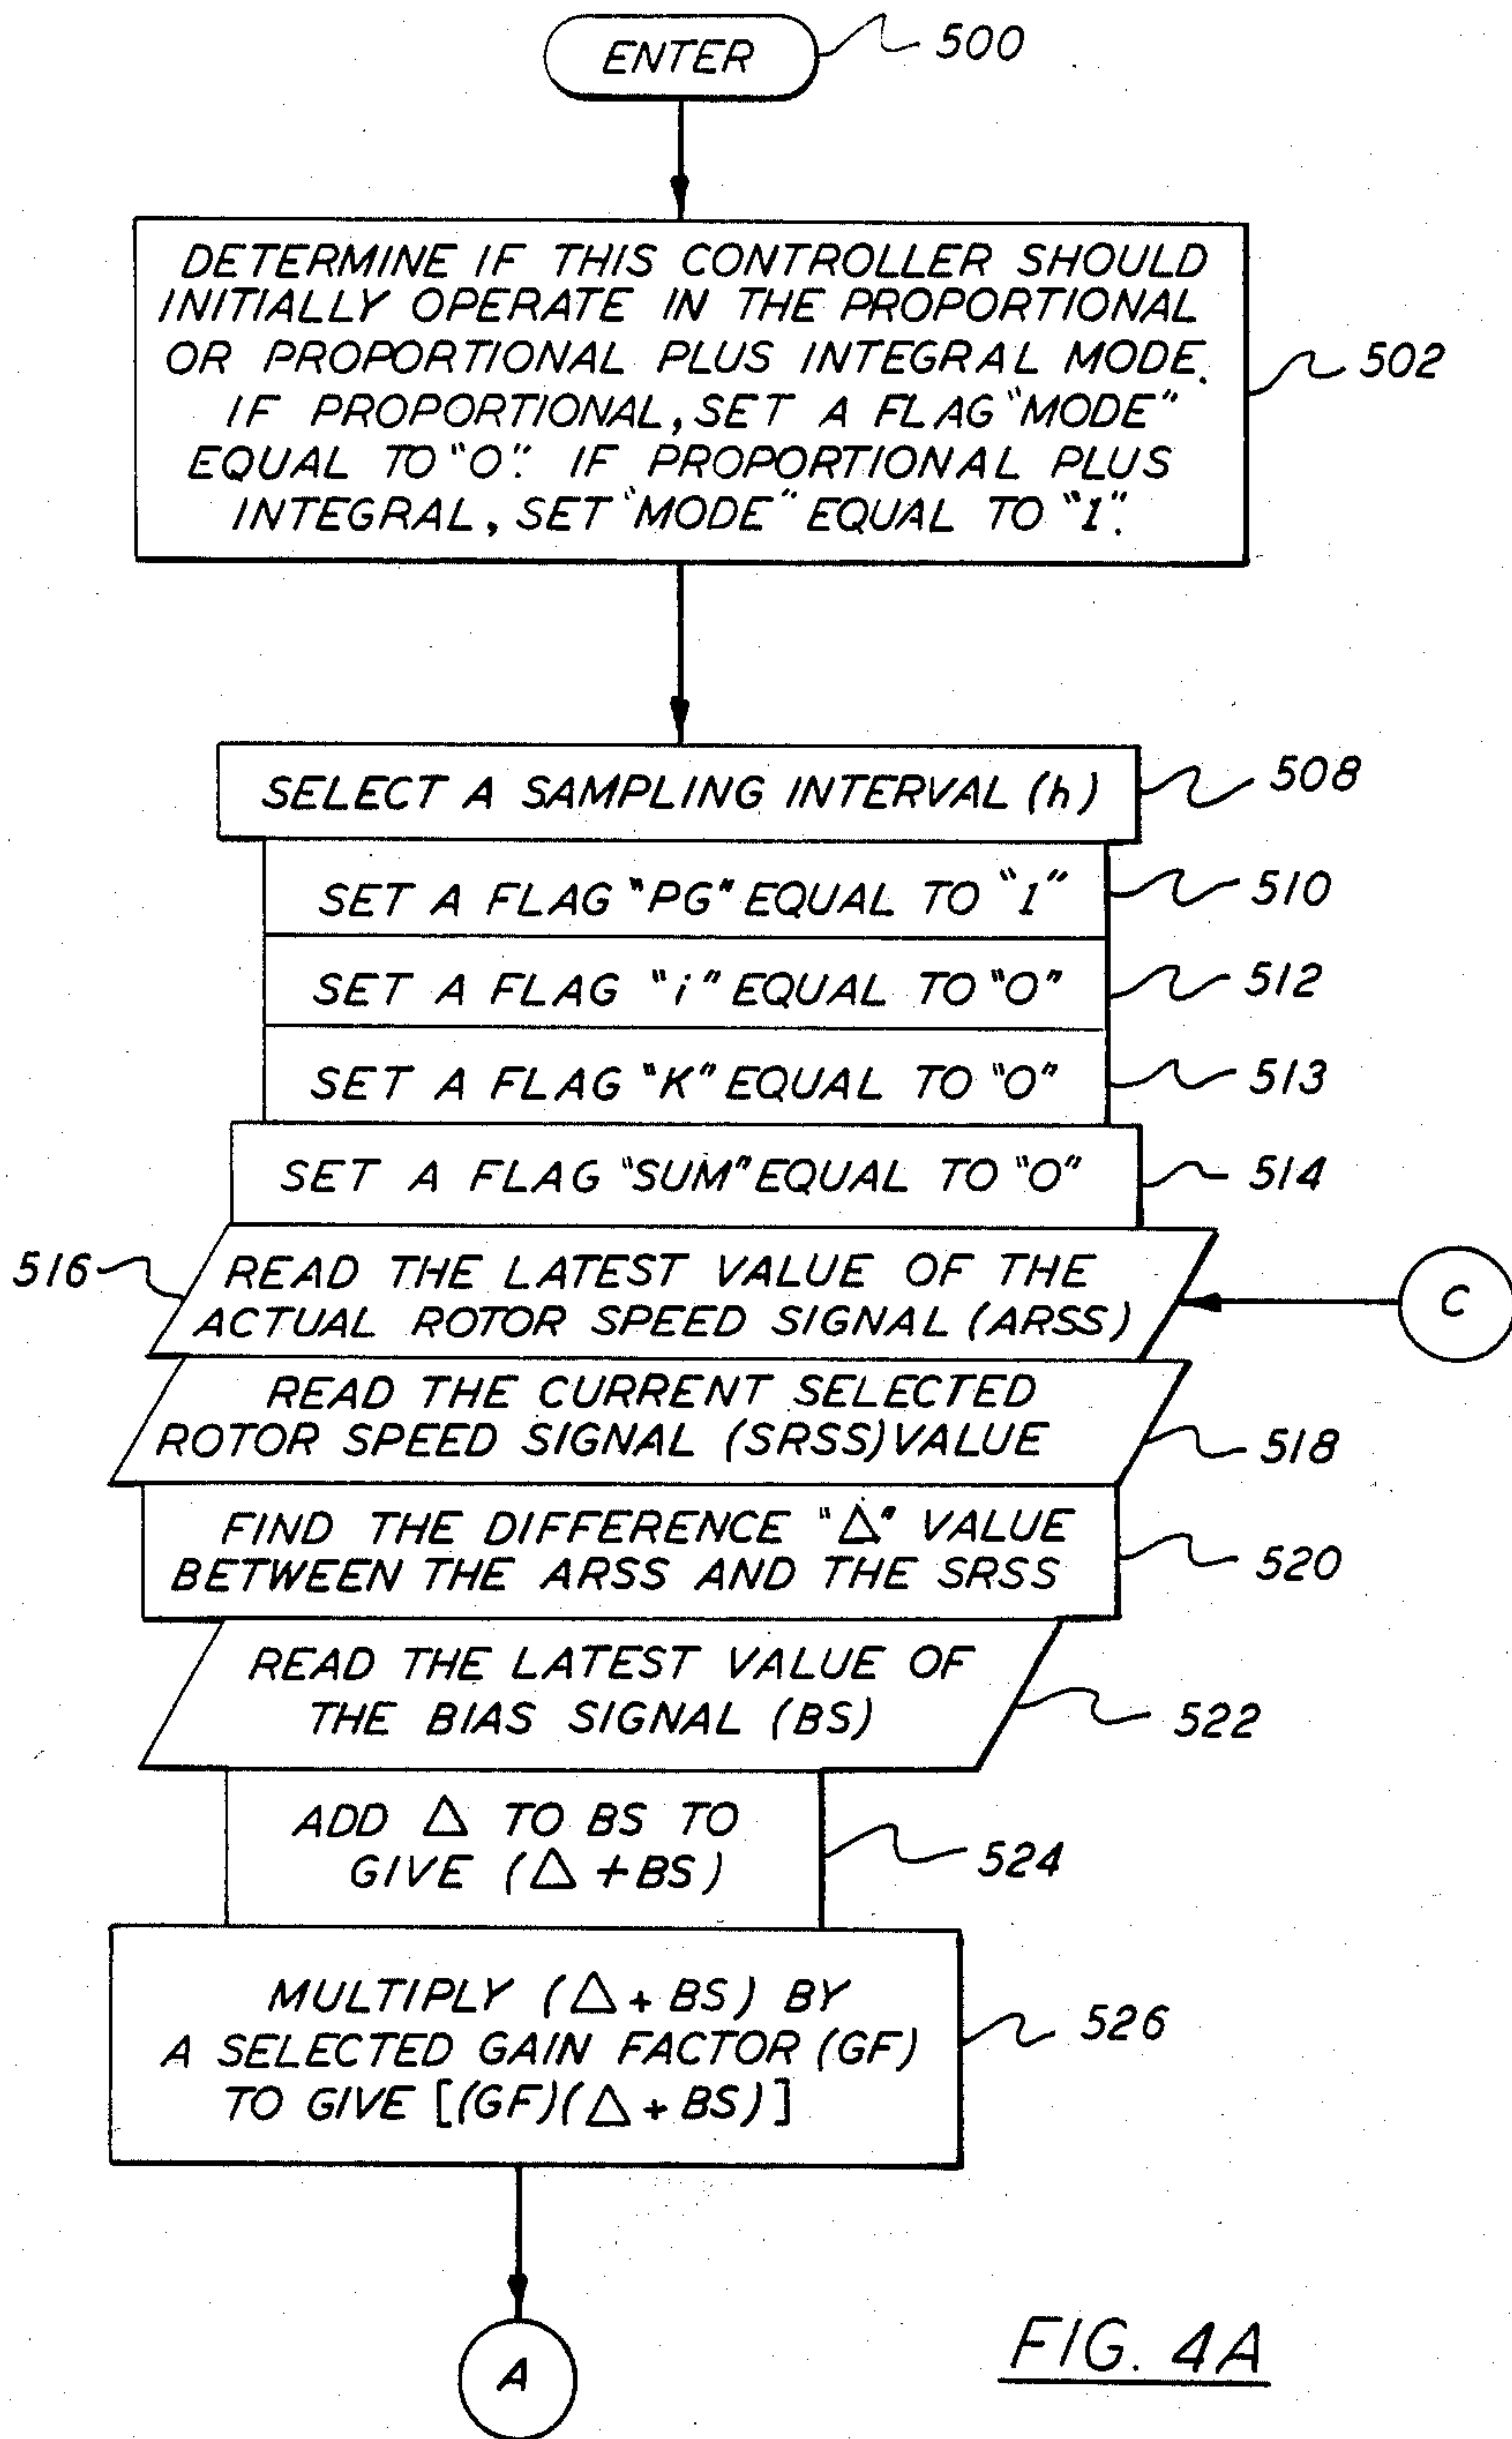 ENTER
500
DETERMINE IF THIS CONTROLLER SHOULD
INITIALLY OPERATE IN THE PROPORTIONAL
OR PROPORTIONAL PLUS INTEGRAL MODE.
IF PROPORTIONAL, SET A FLAG "MODE"
EQUAL TO "0". IF PROPORTIONAL PLUS
INTEGRAL, SET "MODE" EQUAL TO "1".
502
SELECT A SAMPLING INTERVAL (h)
508
SET A FLAG "PG" EQUAL TO "1"
510
SET A FLAG "i" EQUAL TO "0"
512
SET A FLAG "K" EQUAL TO "0"
513
SET A FLAG "SUM" EQUAL TO "0"
514
516
READ THE LATEST VALUE OF THE
ACTUAL ROTOR SPEED SIGNAL (ARSS)
C
READ THE CURRENT SELECTED
ROTOR SPEED SIGNAL (SRSS) VALUE
518
FIND THE DIFFERENCE "Δ" VALUE
BETWEEN THE ARSS AND THE SRSS
520
READ THE LATEST VALUE OF
THE BIAS SIGNAL (BS)
522
ADD Δ TO BS TO
GIVE (Δ + BS)
524
MULTIPLY (Δ + BS) BY
A SELECTED GAIN FACTOR (GF)
TO GIVE [(GF)(Δ + BS)]
526
A
FIG. 4A